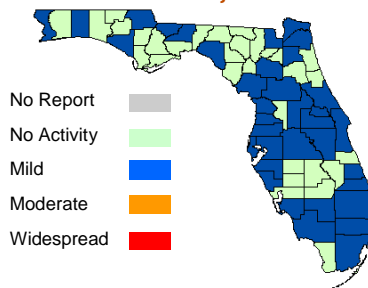 No Report
No Activity
Mild
Moderate
Widespread